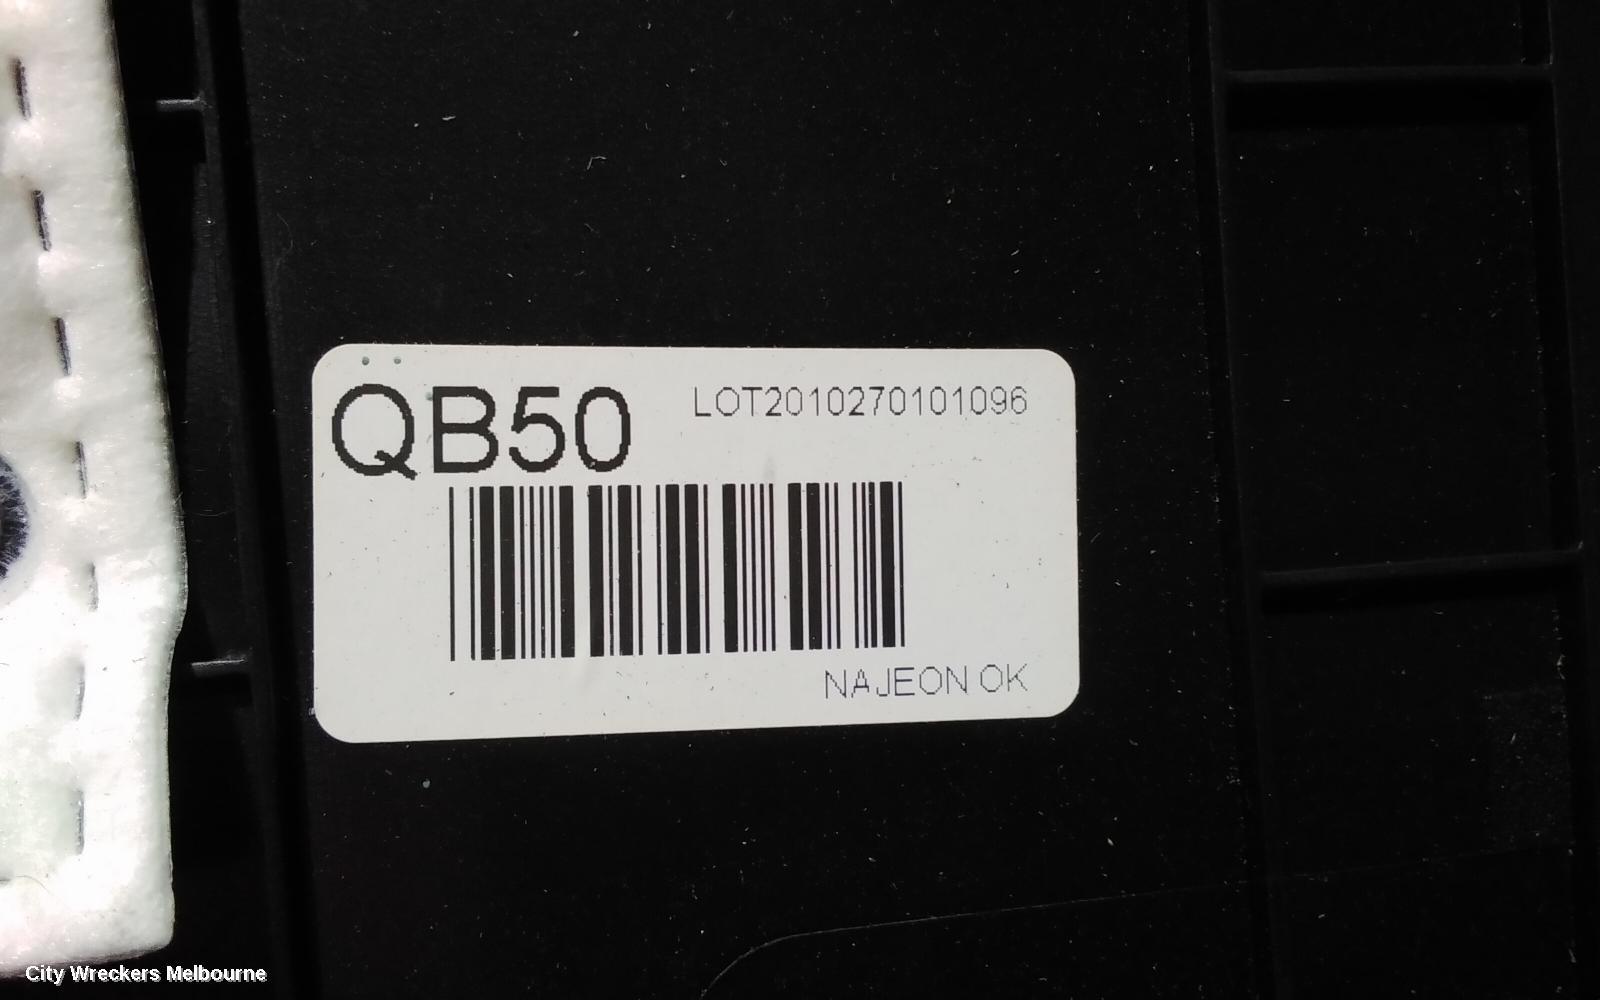 QB50 LOT2010270101096
NAJEON OK
City Wreckers Melbourne